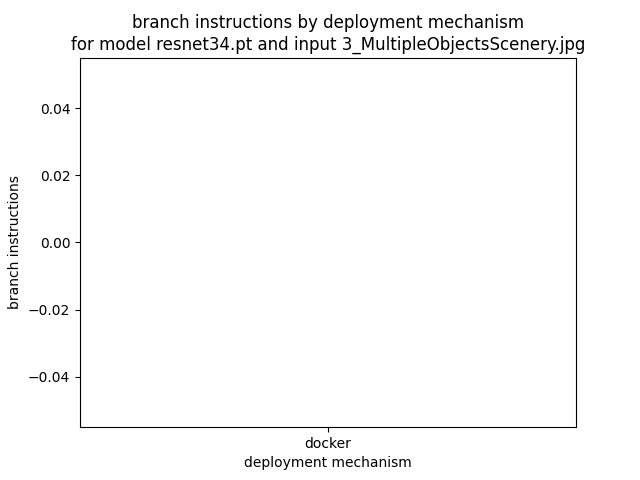 branch instructions by deployment mechanism
for model resnet34.pt and input 3_MultipleObjectsScenery.jpg
branch instructions
0.04
0.02
0.00
−0.02
−0.04
docker
deployment mechanism